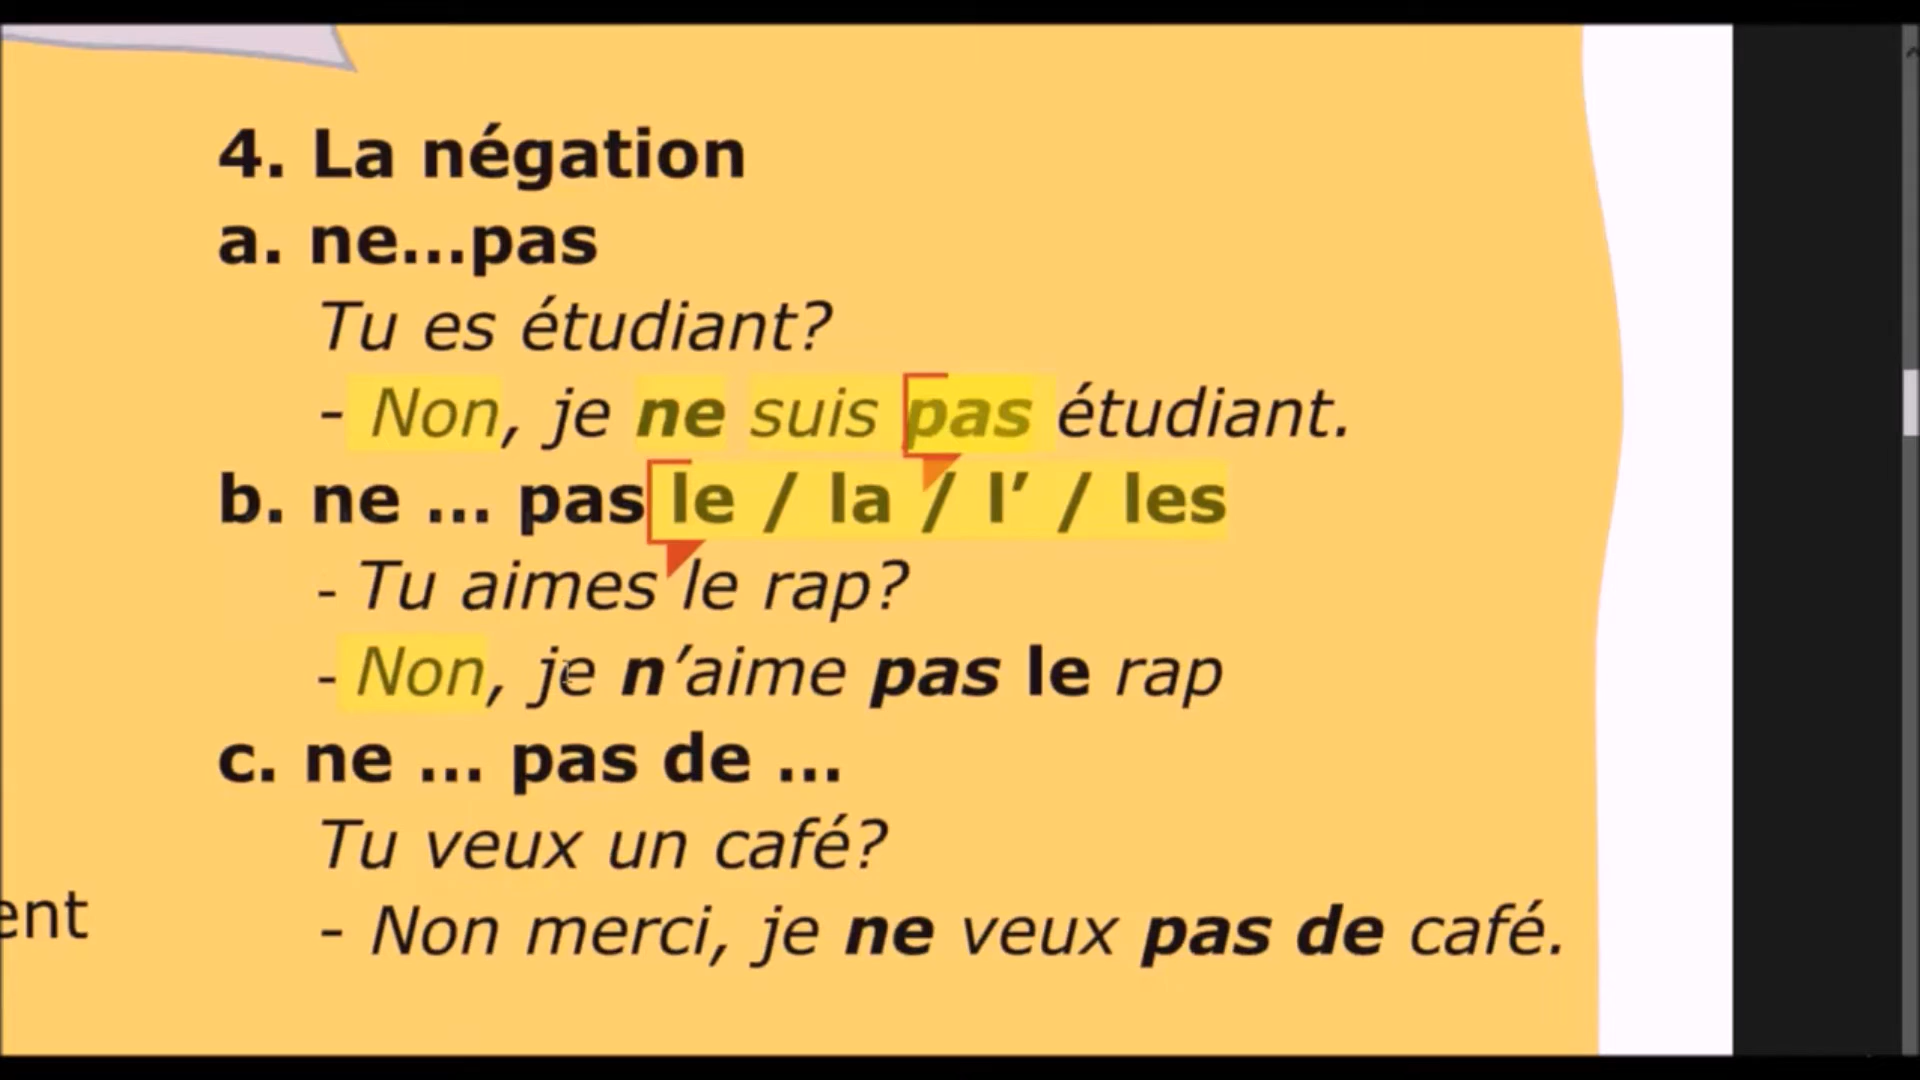 4. La négation
a. ne...pas
Tu es étudiant?
- Non, je ne suis pas étudiant.
b. ne ... pas le / la / l’ / les
- Tu aimes le rap?
- Non, je n’aime pas le rap
c. ne ... pas de ...
Tu veux un café?
ent
- Non merci, je ne veux pas de café.